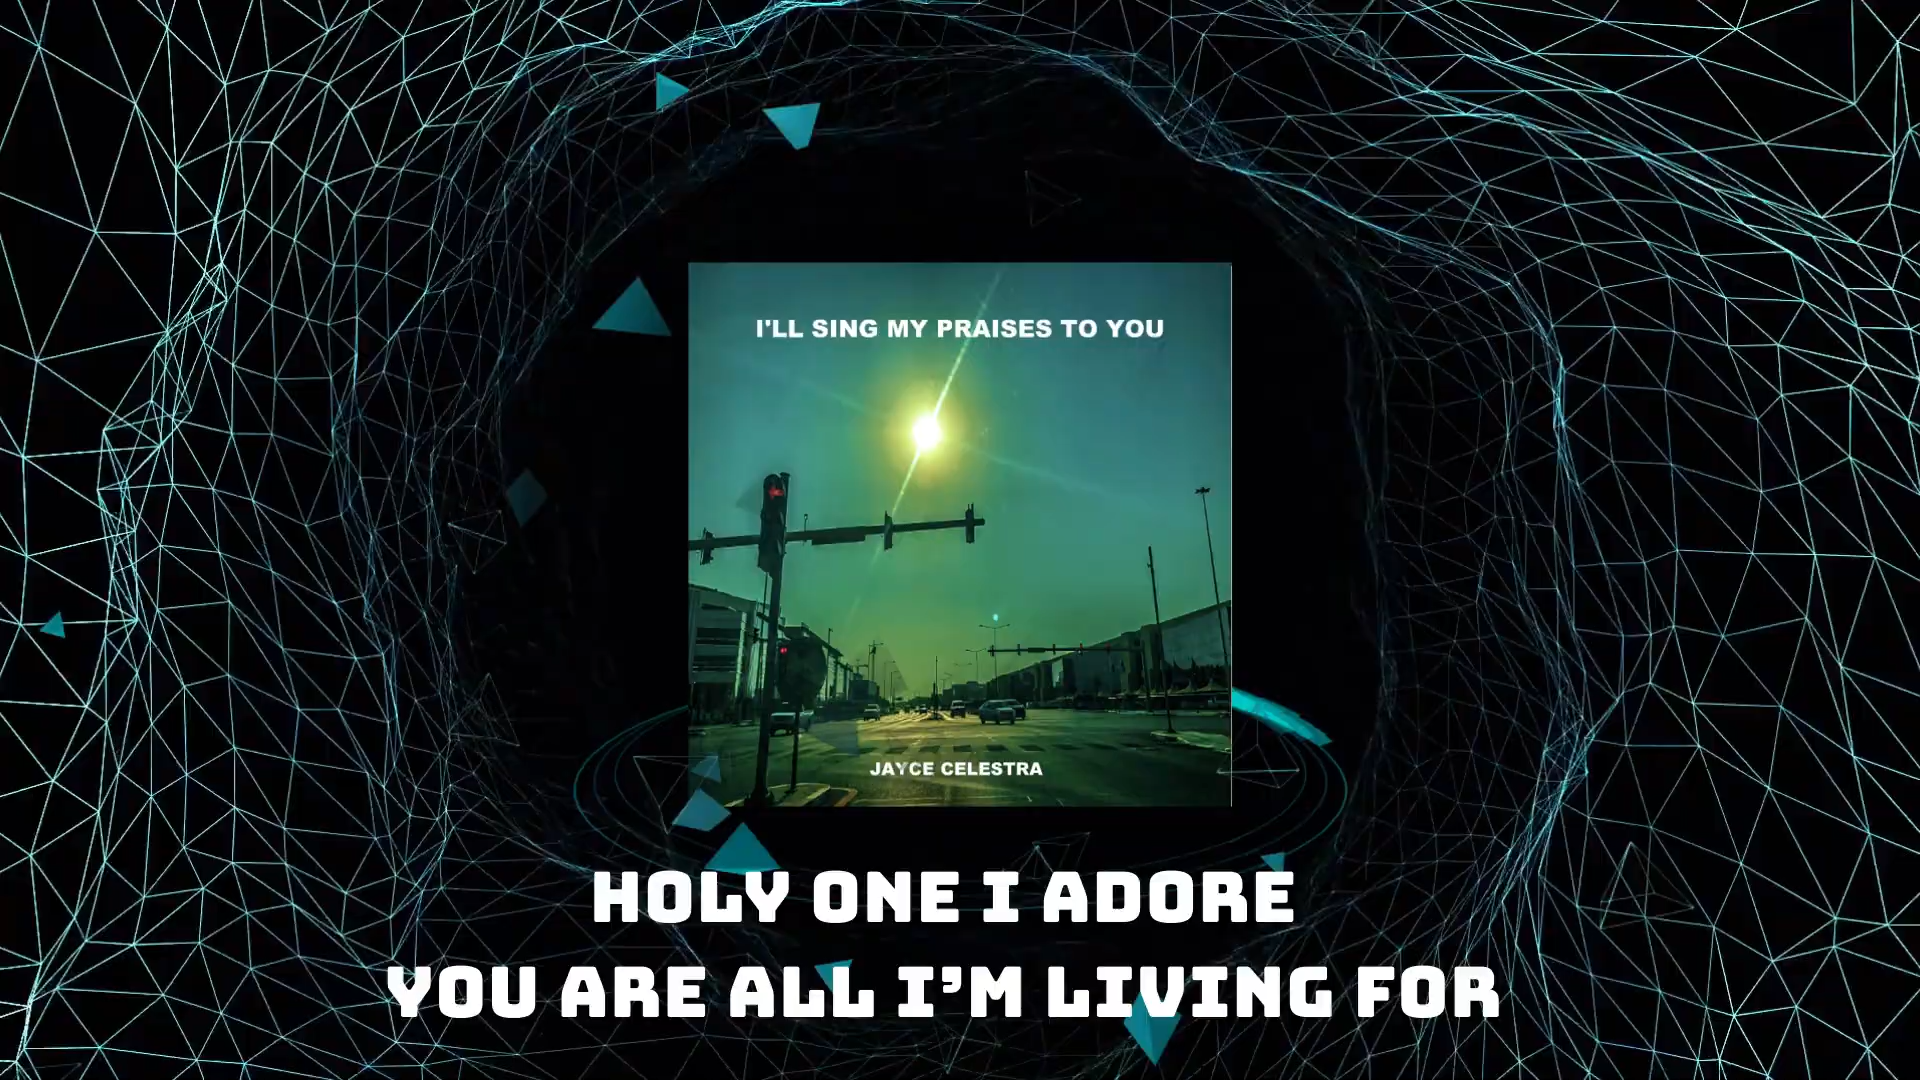 I'LL SING MY PRAISES TO YOU
JAYCE CELESTRA
HOLY ONE I ADORE
YOU ARE ALL I’M LIVING FOR